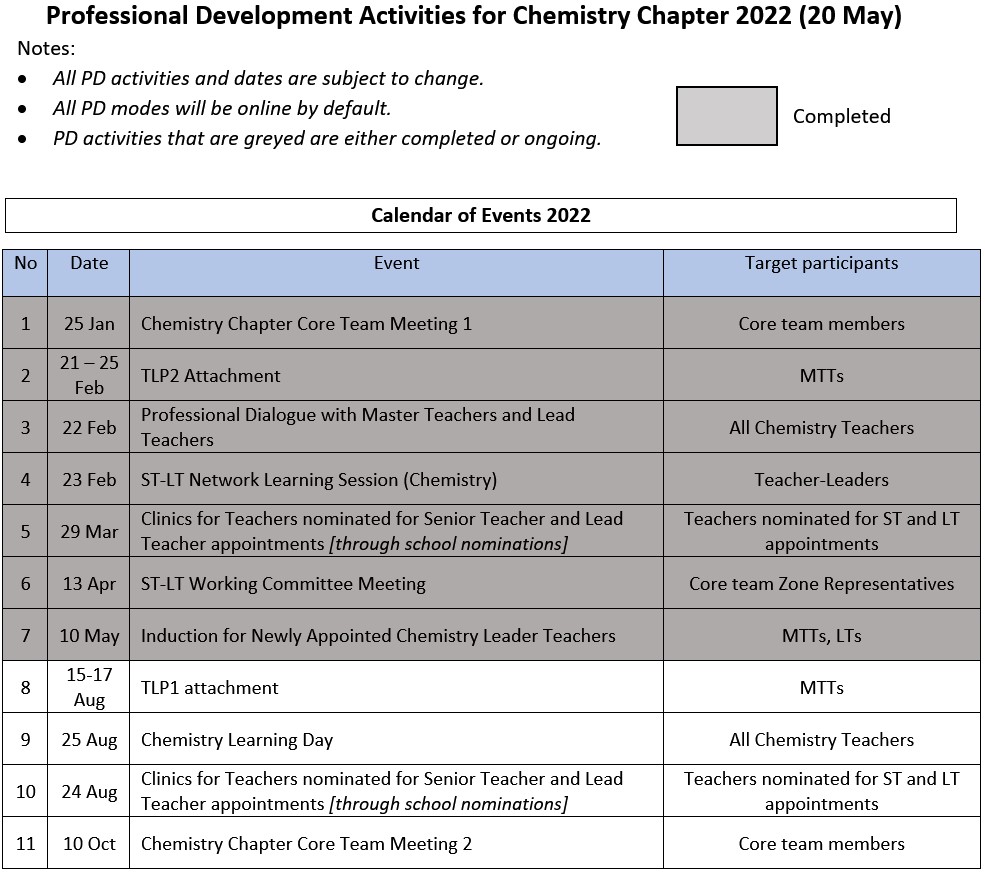 Professional Development Activities for Chemistry Chapter 2022 (20 May)
Notes:
• All PD activities and dates are subject to change.
• All PD modes will be online by default.
• PD activities that are greyed are either completed or ongoing.
Completed
Calendar of Events 2022
No Date Event Target participants
1 25 Jan Chemistry Chapter Core Team Meeting 1 Core team members
21 – 25
2 TLP2 Attachment MTTs
Feb
Professional Dialogue with Master Teachers and Lead
3 22 Feb All Chemistry Teachers
Teachers
4 23 Feb ST-LT Network Learning Session (Chemistry) Teacher-Leaders
Clinics for Teachers nominated for Senior Teacher and Lead Teachers nominated for ST and LT
5 29 Mar
Teacher appointments [through school nominations] appointments
6 13 Apr ST-LT Working Committee Meeting Core team Zone Representatives
7 10 May Induction for Newly Appointed Chemistry Leader Teachers MTTs, LTs
15-17
8 TLP1 attachment MTTs
Aug
9 25 Aug Chemistry Learning Day All Chemistry Teachers
Clinics for Teachers nominated for Senior Teacher and Lead Teachers nominated for ST and LT
10 24 Aug
Teacher appointments [through school nominations] appointments
11 10 Oct Chemistry Chapter Core Team Meeting 2 Core team members